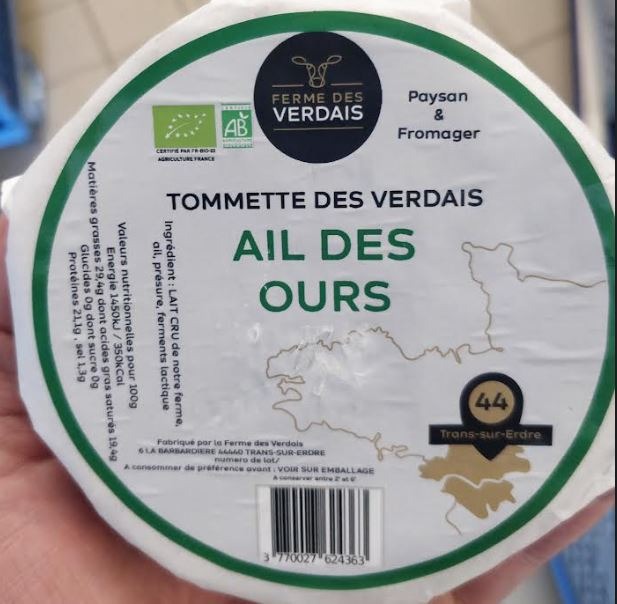 FERME DES
VERDAIS
Paysan
&
Fromager
CERTIFIÉ PAR FR-BIO-01
AGRICULTURE FRANCE
AB
TOMMETTE DES VERDAIS
AIL DES
OURS
Ingrédient : LAIT CRU de notre ferme,
ail, présure, ferments lactique
Valeurs nutritionnelles pour 100g
Energie 1450kJ / 350kCal
Matières grasses 29,4g dont acides gras saturés 19,4g
Glucides 0g dont sucre 0g
Protéines 21,1g , sel 1,3g
44
Trans-sur-Erdre
Fabriqué par la Ferme des Verdais
6 LA BARBARDIERE 44440 TRANS-SUR-ERDRE
numero de lot/
A consommer de préférence avant : VOIR SUR EMBALLAGE
A conserver entre 2° et 6°
3 770027 624363